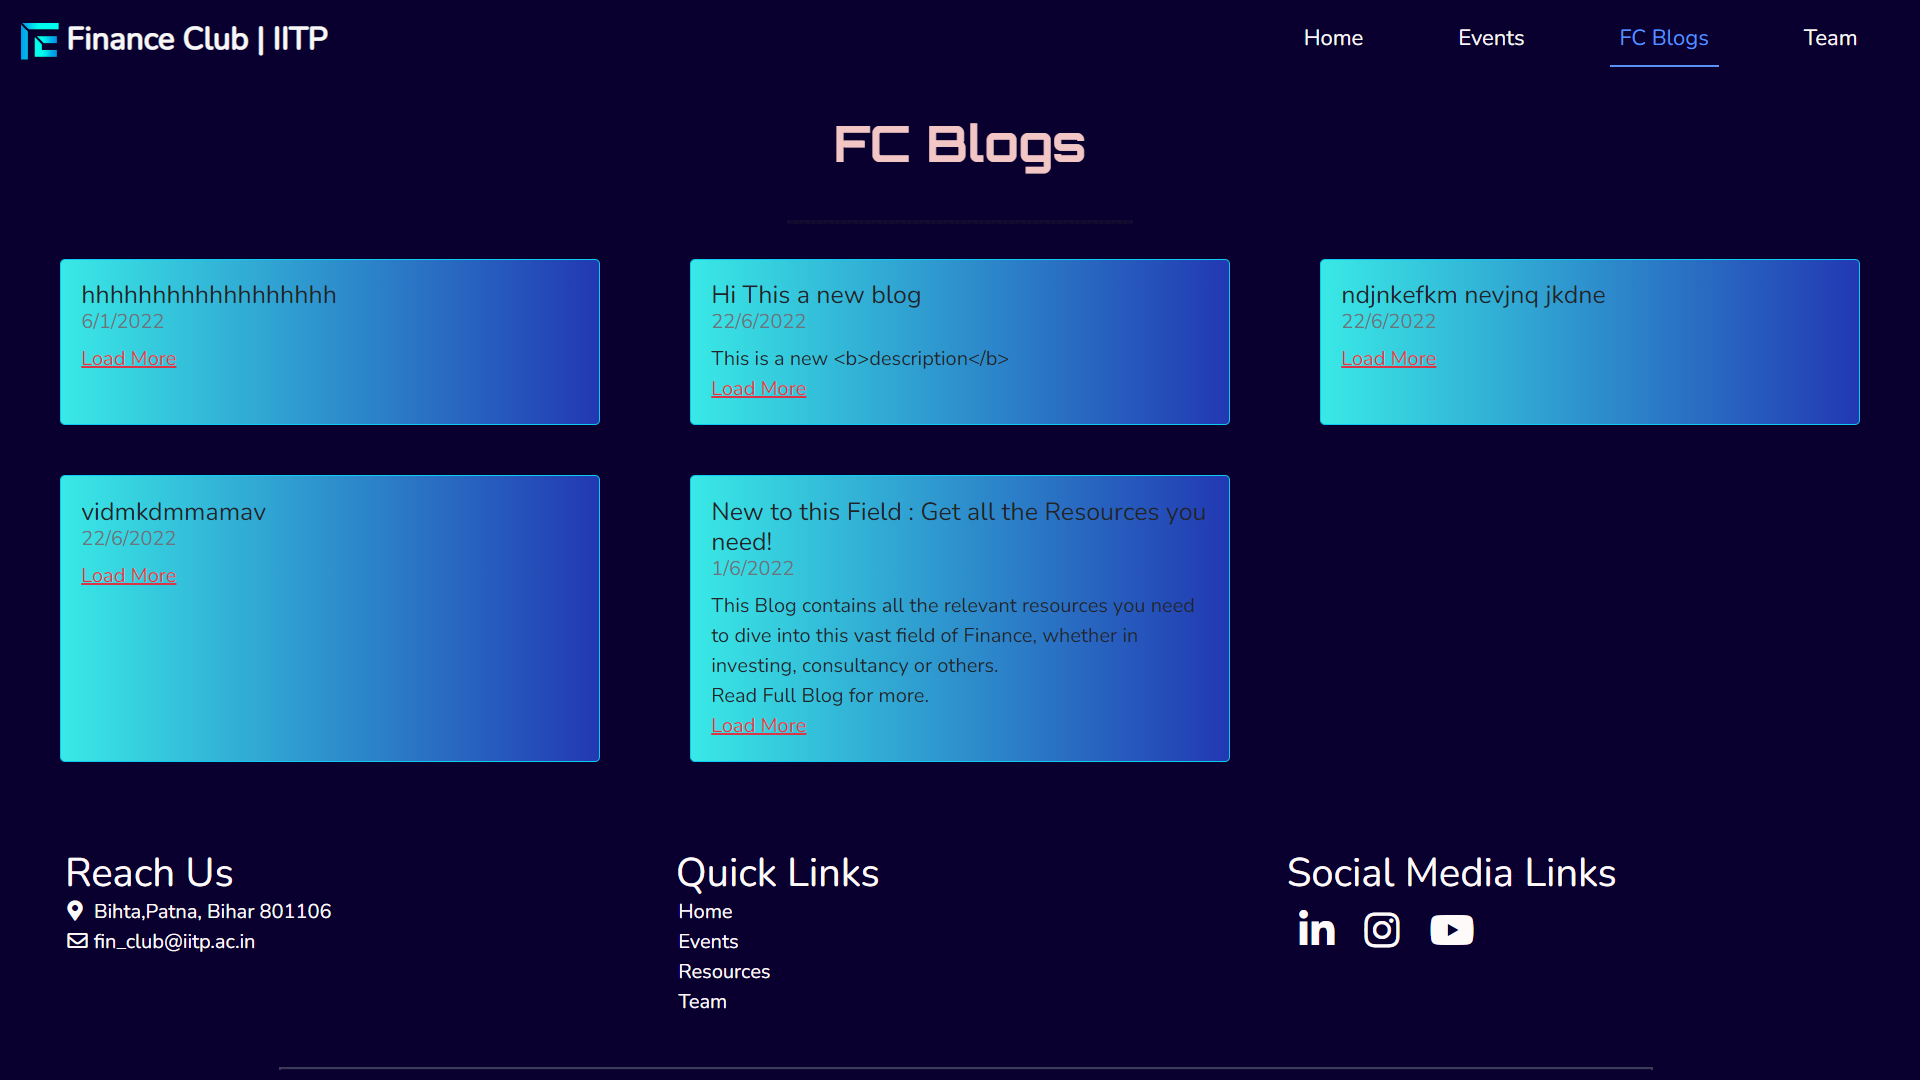 Finance Club | IITP
Home
Events
FC Blogs
Team
FC Blogs
hhhhhhhhhhhhhhhhhh
6/1/2022
Load More
Hi This a new blog
22/6/2022
This is a new <b>description</b>
Load More
ndjnkefkm nevjnq jkdne
22/6/2022
Load More
vidmkdmmamav
22/6/2022
Load More
New to this Field : Get all the Resources you
need!
1/6/2022
This Blog contains all the relevant resources you need
to dive into this vast field of Finance, whether in
investing, consultancy or others.
Read Full Blog for more.
Load More
Reach Us
Bihta,Patna, Bihar 801106
fin_club@iitp.ac.in
Quick Links
Home
Events
Resources
Team
Social Media Links